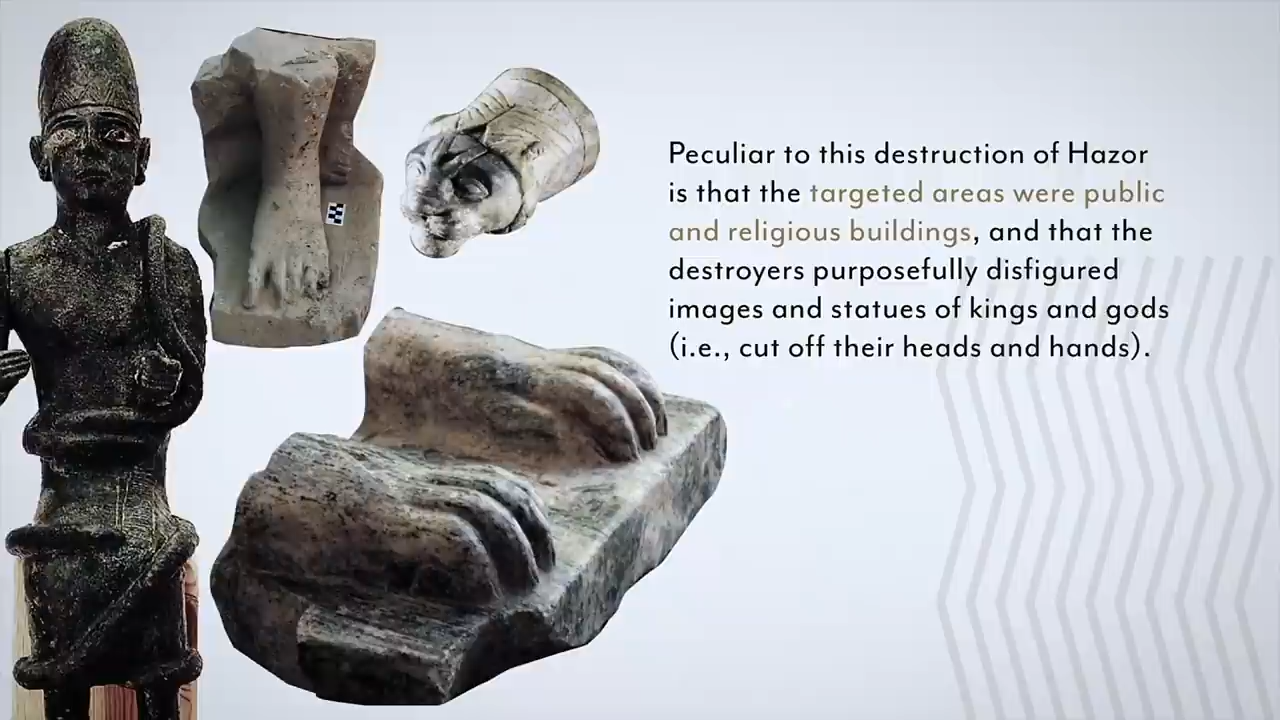 Peculiar to this destruction of Hazor
is that the targeted areas were public
and religious buildings, and that the
destroyers purposefully disfigured
images and statues of kings and gods
(i.e., cut off their heads and hands).